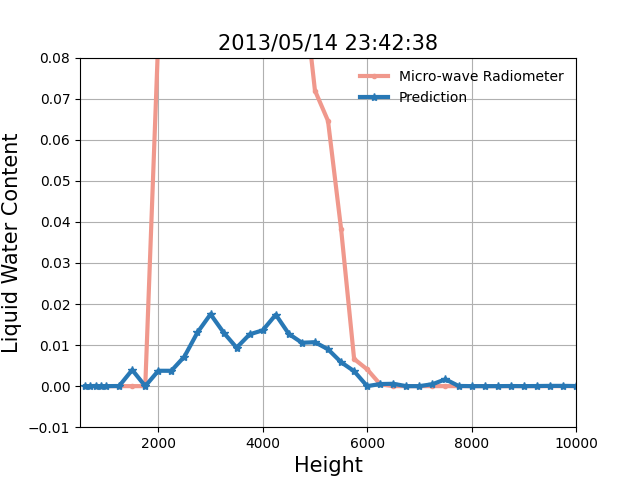 2013/05/14 23:42:38
Micro-wave Radiometer
Prediction
Liquid Water Content
0.08
0.07
0.06
0.05
0.04
0.03
0.02
0.01
0.00
−0.01
2000 4000 6000 8000 10000
Height